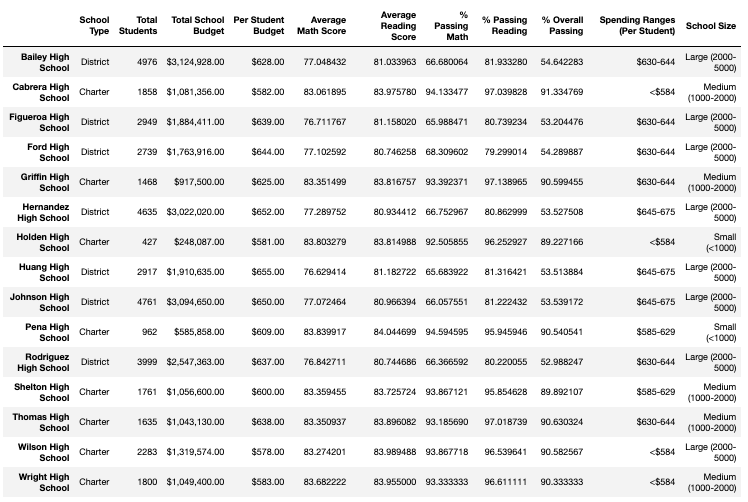 School Type Total Students Total School Budget Per Student Budget Average Math Score Average Reading Score % Passing Math % Passing Reading % Overall Passing Spending Ranges (Per Student) School Size
Bailey High School District 4976 $3,124,928.00 $628.00 77.048432 81.033963 66.680064 81.933280 54.642283 $630-644 Large (2000-5000)
Cabrera High School Charter 1858 $1,081,356.00 $582.00 83.061895 83.975780 94.133477 97.039828 91.334769 <$584 Medium (1000-2000)
Figueroa High School District 2949 $1,884,411.00 $639.00 76.711767 81.158020 65.988471 80.739234 53.204476 $630-644 Large (2000-5000)
Ford High School District 2739 $1,763,916.00 $644.00 77.102592 80.746258 68.309602 79.299014 54.289887 $630-644 Large (2000-5000)
Griffin High School Charter 1468 $917,500.00 $625.00 83.351499 83.816757 93.392371 97.138965 90.599455 $630-644 Medium (1000-2000)
Hernandez High School District 4635 $3,022,020.00 $652.00 77.289752 80.934412 66.752967 80.862999 53.527508 $645-675 Large (2000-5000)
Holden High School Charter 427 $248,087.00 $581.00 83.803279 83.814988 92.505855 96.252927 89.227166 <$584 Small (<1000)
Huang High School District 2917 $1,910,635.00 $655.00 76.629414 81.182722 65.683922 81.316421 53.513884 $645-675 Large (2000-5000)
Johnson High School District 4761 $3,094,650.00 $650.00 77.072464 80.966394 66.057551 81.222432 53.539172 $645-675 Large (2000-5000)
Pena High School Charter 962 $585,858.00 $609.00 83.839917 84.044699 94.594595 95.945946 90.540541 $585-629 Small (<1000)
Rodriguez High School District 3999 $2,547,363.00 $637.00 76.842711 80.744686 66.366592 80.220055 52.988247 $630-644 Large (2000-5000)
Shelton High School Charter 1761 $1,056,600.00 $600.00 83.359455 83.725724 93.867121 95.854628 89.892107 $585-629 Medium (1000-2000)
Thomas High School Charter 1635 $1,043,130.00 $638.00 83.350937 83.896082 93.185690 97.018739 90.630324 $630-644 Medium (1000-2000)
Wilson High School Charter 2283 $1,319,574.00 $578.00 83.274201 83.989488 93.867718 96.539641 90.582567 <$584 Large (2000-5000)
Wright High School Charter 1800 $1,049,400.00 $583.00 83.682222 83.955000 93.333333 96.611111 90.333333 <$584 Medium (1000-2000)